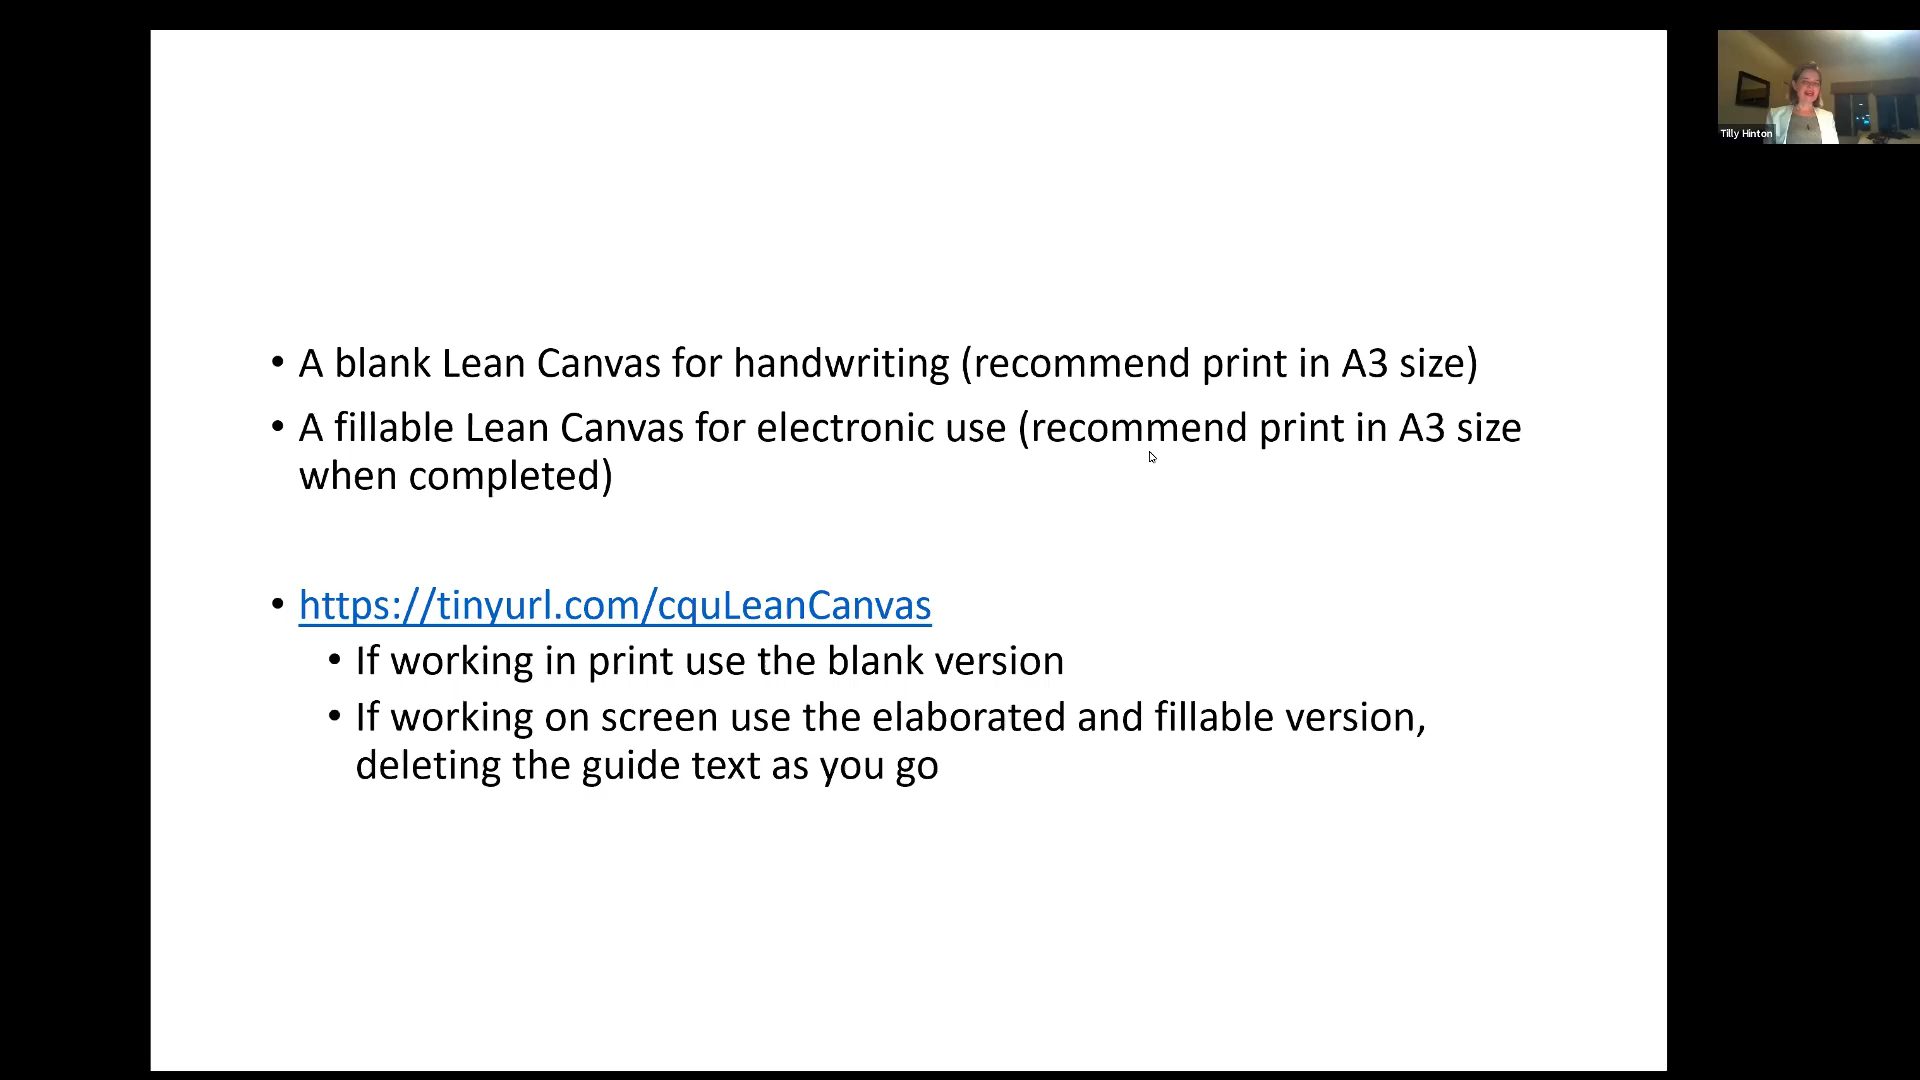 • A blank Lean Canvas for handwriting (recommend print in A3 size)
• A fillable Lean Canvas for electronic use (recommend print in A3 size
when completed)
• https://tinyurl.com/cquLeanCanvas
• If working in print use the blank version
• If working on screen use the elaborated and fillable version,
deleting the guide text as you go
Tilly Hinton